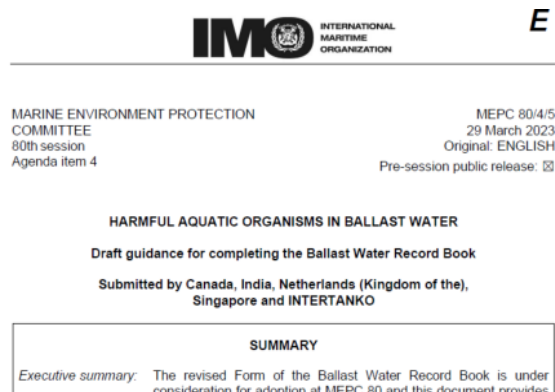 IMO
INTERNATIONAL
MARITIME
ORGANIZATION
E
MARINE ENVIRONMENT PROTECTION
COMMITTEE
80th session
Agenda item 4
MEPC 80/4/5
29 March 2023
Original: ENGLISH
Pre-session public release: ☒
HARMFUL AQUATIC ORGANISMS IN BALLAST WATER
Draft guidance for completing the Ballast Water Record Book
Submitted by Canada, India, Netherlands (Kingdom of the),
Singapore and INTERTANKO
SUMMARY
Executive summary: The revised Form of the Ballast Water Record Book is under
consideration for adoption at MEPC 80 and this document provides